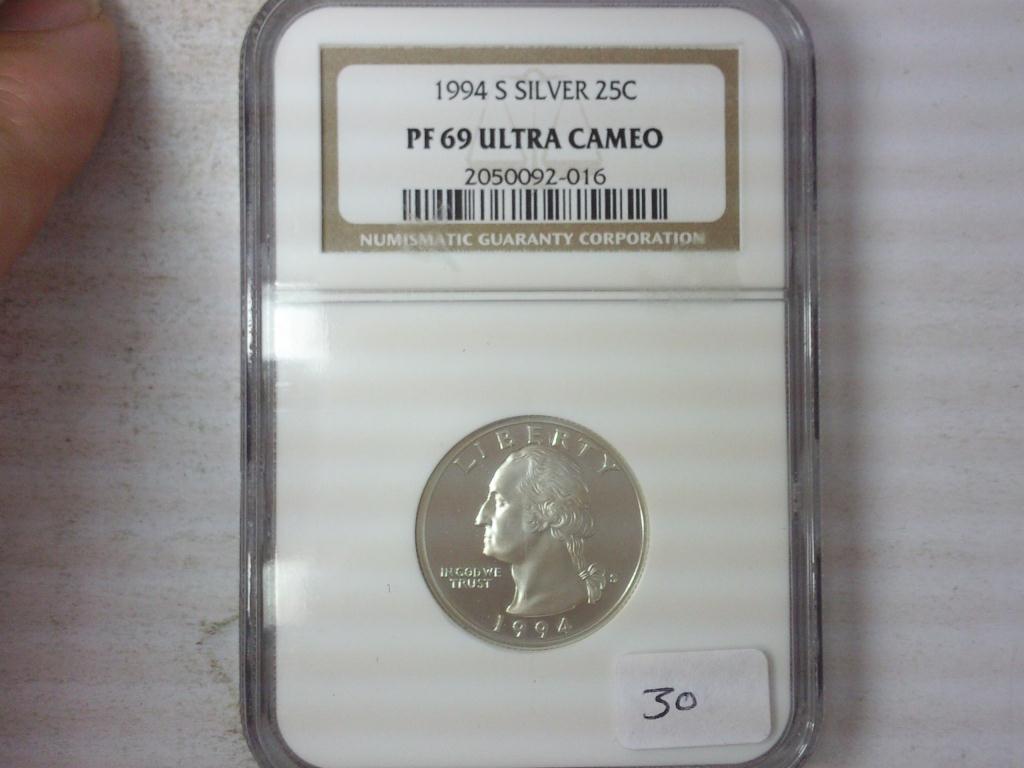 1994 S SILVER 25C
PF 69 ULTRA CAMEO
2050092-016
NUMISMATIC GUARANTY CORPORATION
LIBERTY
IN GOD WE
TRUST
S
1994
30